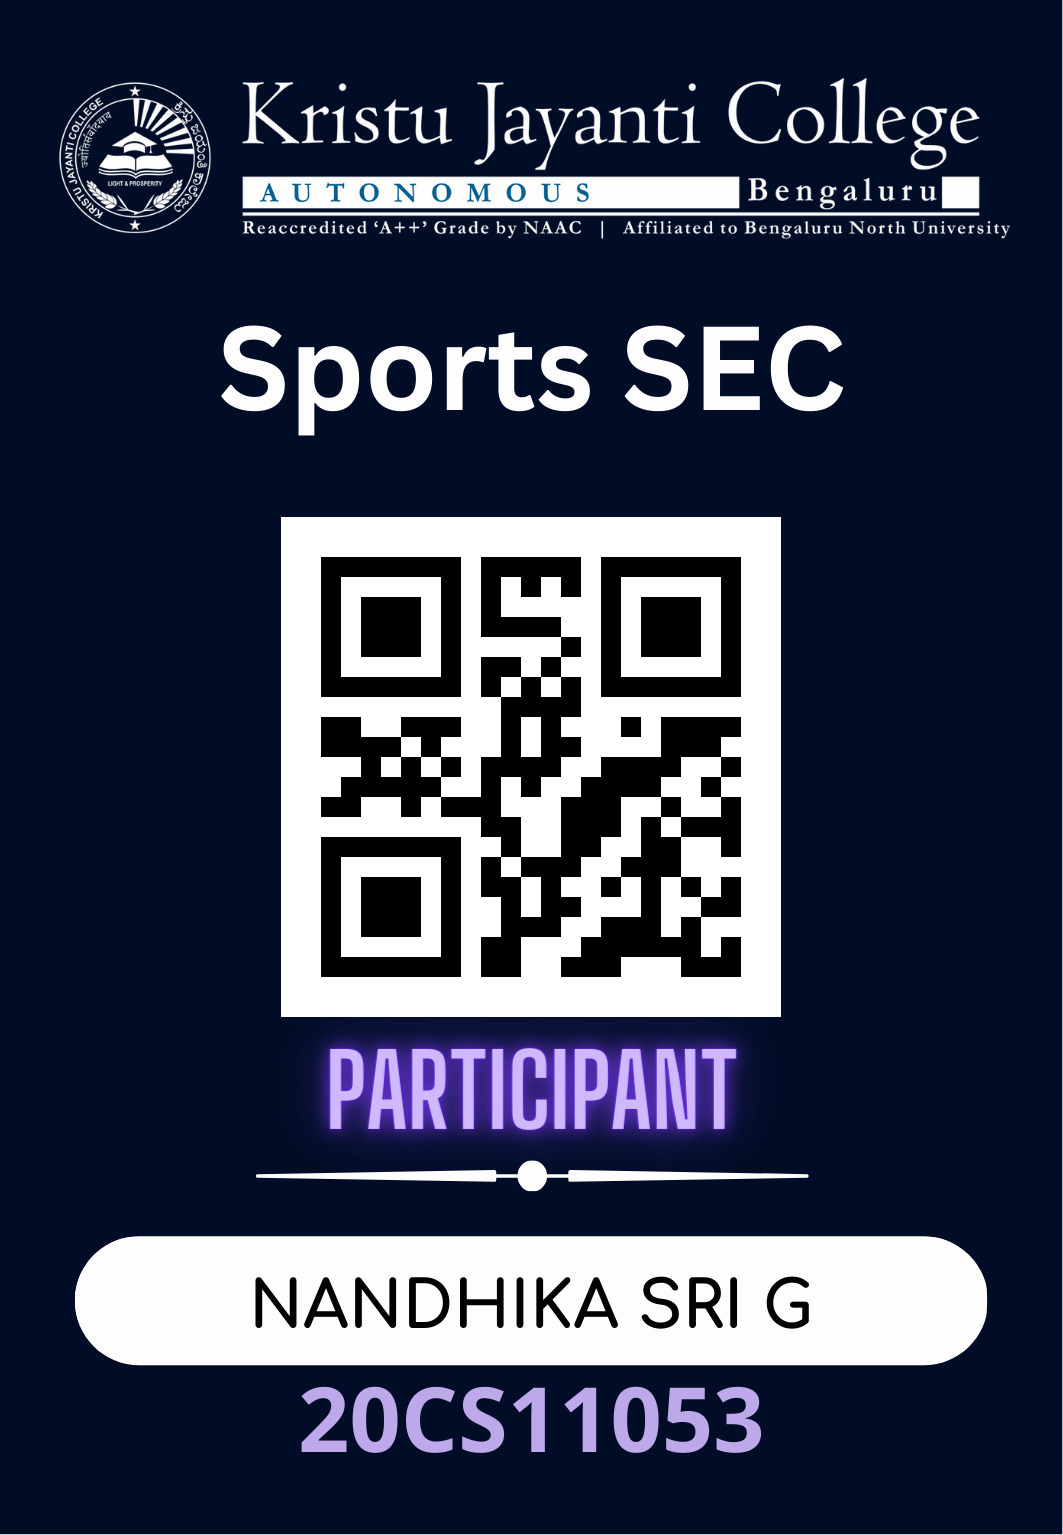 Kristu Jayanti College
AUTONOMOUS Bengaluru
Reaccredited ‘A++’ Grade by NAAC | Affiliated to Bengaluru North University
KRISTU JAYANTI COLLEGE
LIGHT & PROSPERITY
Sports SEC
PARTICIPANT
NANDHIKA SRI G
20CS11053